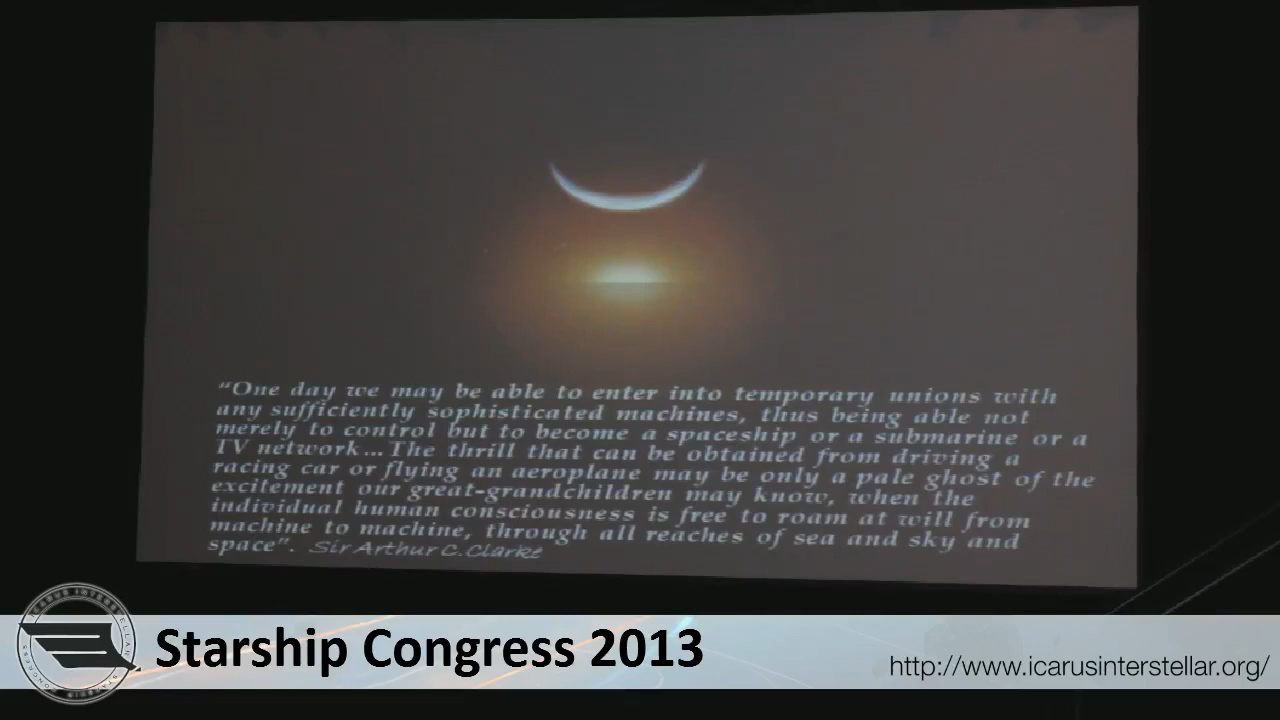 “One day we may be able to enter into temporary unions with
any sufficiently sophisticated machines, thus being able not
merely to control but to become a spaceship or a submarine or a
TV network...The thrill that can be obtained from driving a
racing car or flying an aeroplane may be only a pale ghost of the
excitement our great-grandchildren may know, when the
individual human consciousness is free to roam at will from
machine to machine, through all reaches of sea and sky and
space”. Sir Arthur C.Clarke
ICARUS INTERSTELLAR
STARSHIP CONGRESS
Starship Congress 2013
http://www.icarusinterstellar.org/